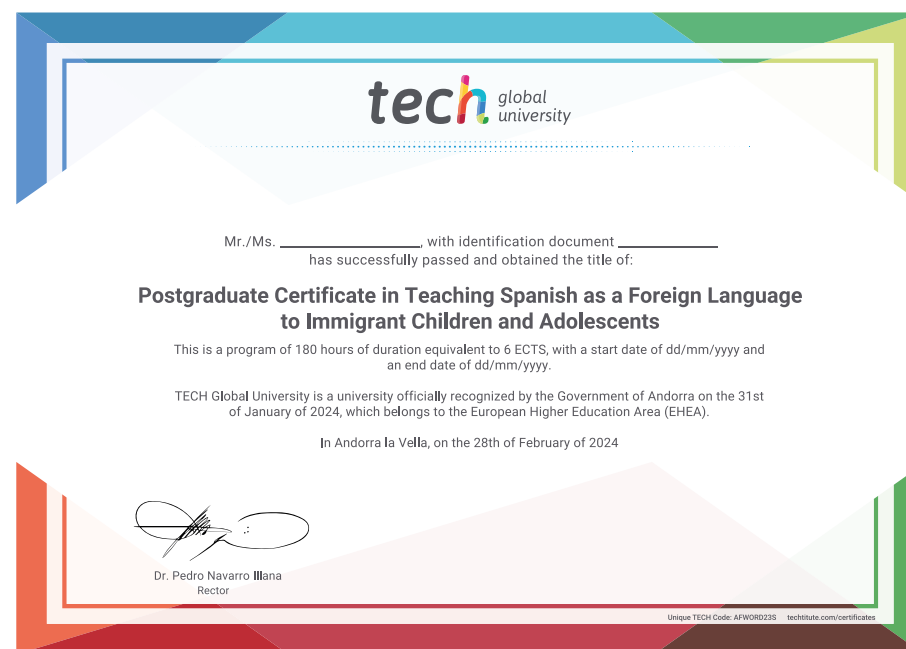 tech global
university
Mr./Ms. ____________________, with identification document ______________
has successfully passed and obtained the title of:
Postgraduate Certificate in Teaching Spanish as a Foreign Language
to Immigrant Children and Adolescents
This is a program of 180 hours of duration equivalent to 6 ECTS, with a start date of dd/mm/yyyy and
an end date of dd/mm/yyyy.
TECH Global University is a university officially recognized by the Government of Andorra on the 31st
of January of 2024, which belongs to the European Higher Education Area (EHEA).
In Andorra la Vella, on the 28th of February of 2024
Dr. Pedro Navarro Illana
Rector
Unique TECH Code: AFWORD23S techtitute.com/certificates